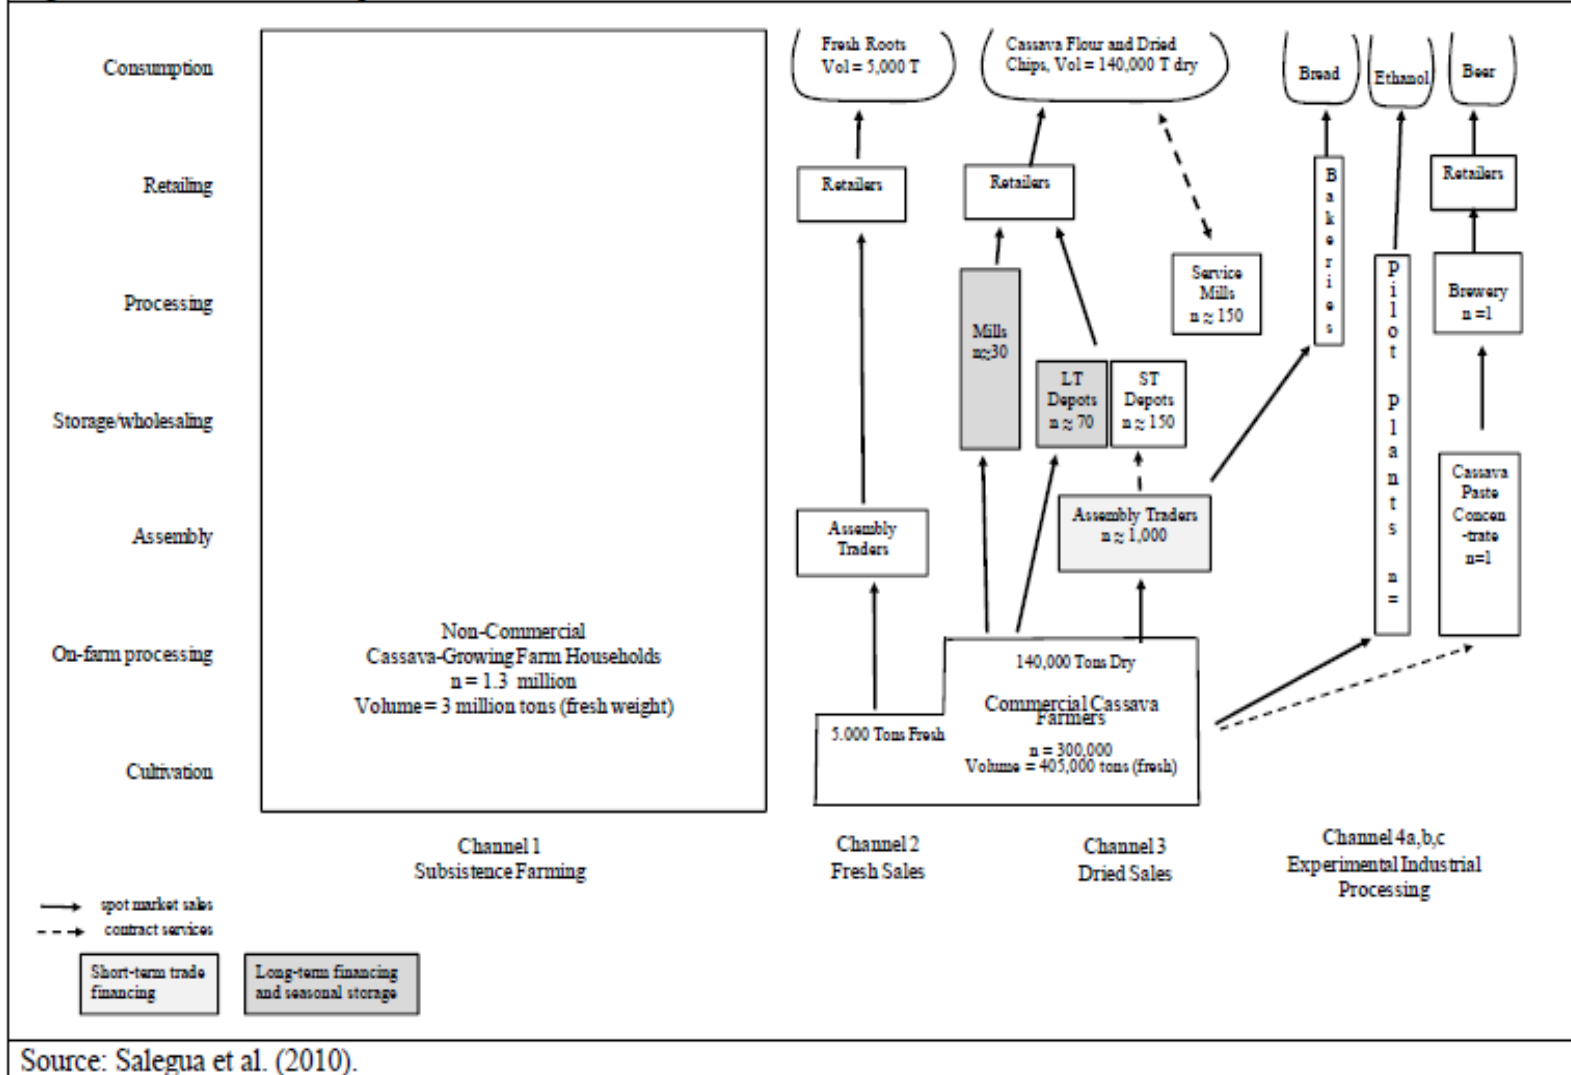 Consumption
Retailing
Processing
Storage/wholesaling
Assembly
On-farm processing
Cultivation
Non-Commercial
Cassava-Growing Farm Households
n = 1.3 million
Volume = 3 million tons (fresh weight)
Channel 1
Subsistence Farming
Fresh Roots
Vol = 5,000 T
Retailers
Assembly
Traders
5.000 Tons Fresh
Channel 2
Fresh Sales
Cassava Flour and Dried
Chips, Vol = 140,000 T dry
Retailers
Service
Mills
n ≈ 150
Mills
n≈30
LT
Depots
n ≈ 70
ST
Depots
n ≈ 150
Assembly Traders
n ≈ 1,000
140,000 Tons Dry
Commercial Cassava
Farmers
n = 300,000
Volume = 405,000 tons (fresh)
Channel 3
Dried Sales
Bread
Bakeries
Ethanol
Pilot Plants n=
Beer
Retailers
Brewery
n =1
Cassava
Paste
Concen
-trate
n=1
Channel 4a,b,c
Experimental Industrial
Processing
spot market sales
contract services
Short-term trade
financing
Long-term financing
and seasonal storage
Source: Salegua et al. (2010).